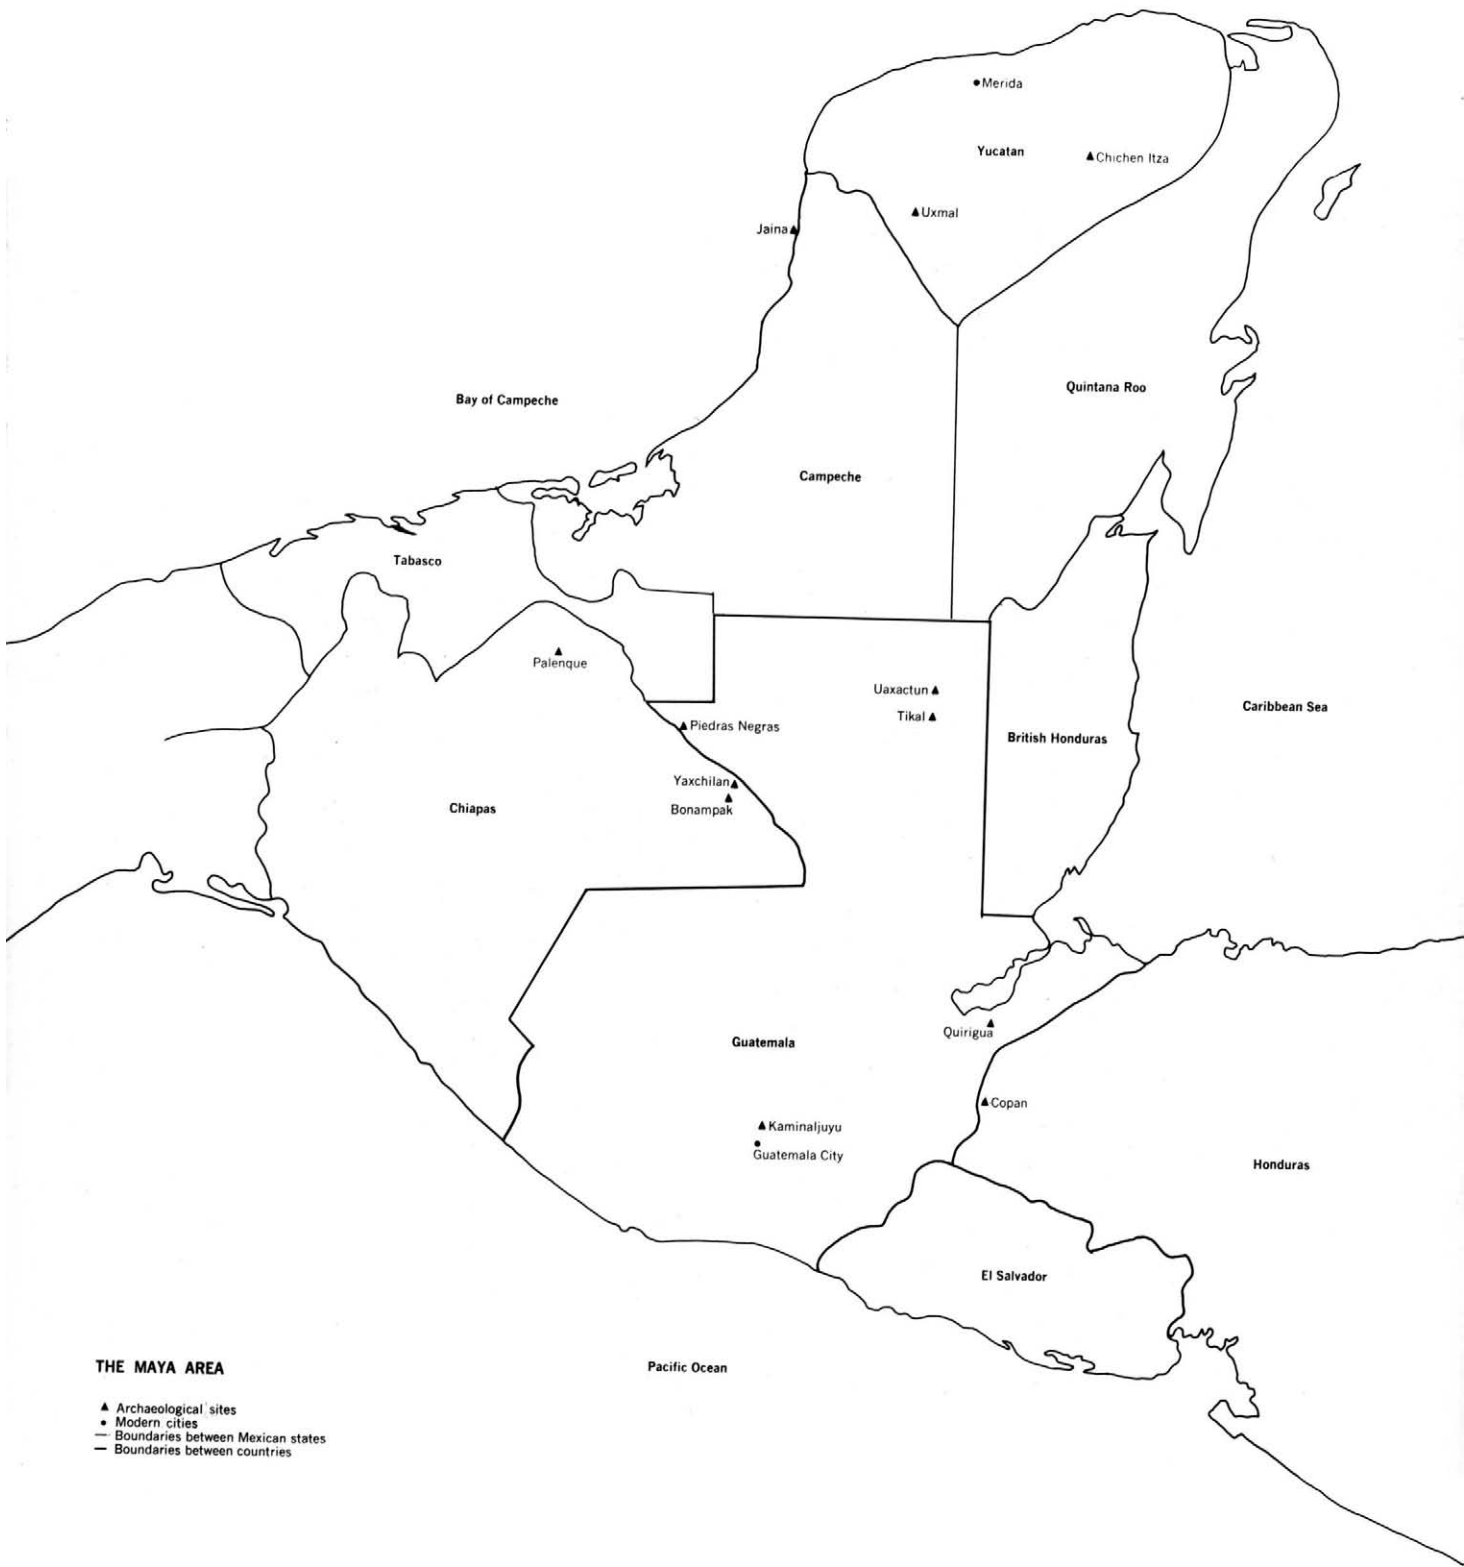 Merida
Yucatan
Chichen Itza
Uxmal
Jaina
Quintana Roo
Bay of Campeche
Campeche
Tabasco
Palenque
Uaxactun
Caribbean Sea
Tikal
Piedras Negras
British Honduras
Yaxchilan
Chiapas
Bonampak
Quirigua
Guatemala
Copan
Kaminaljuyu
Guatemala City
Honduras
El Salvador
Pacific Ocean
THE MAYA AREA
Archaeological sites
Modern cities
Boundaries between Mexican states
Boundaries between countries